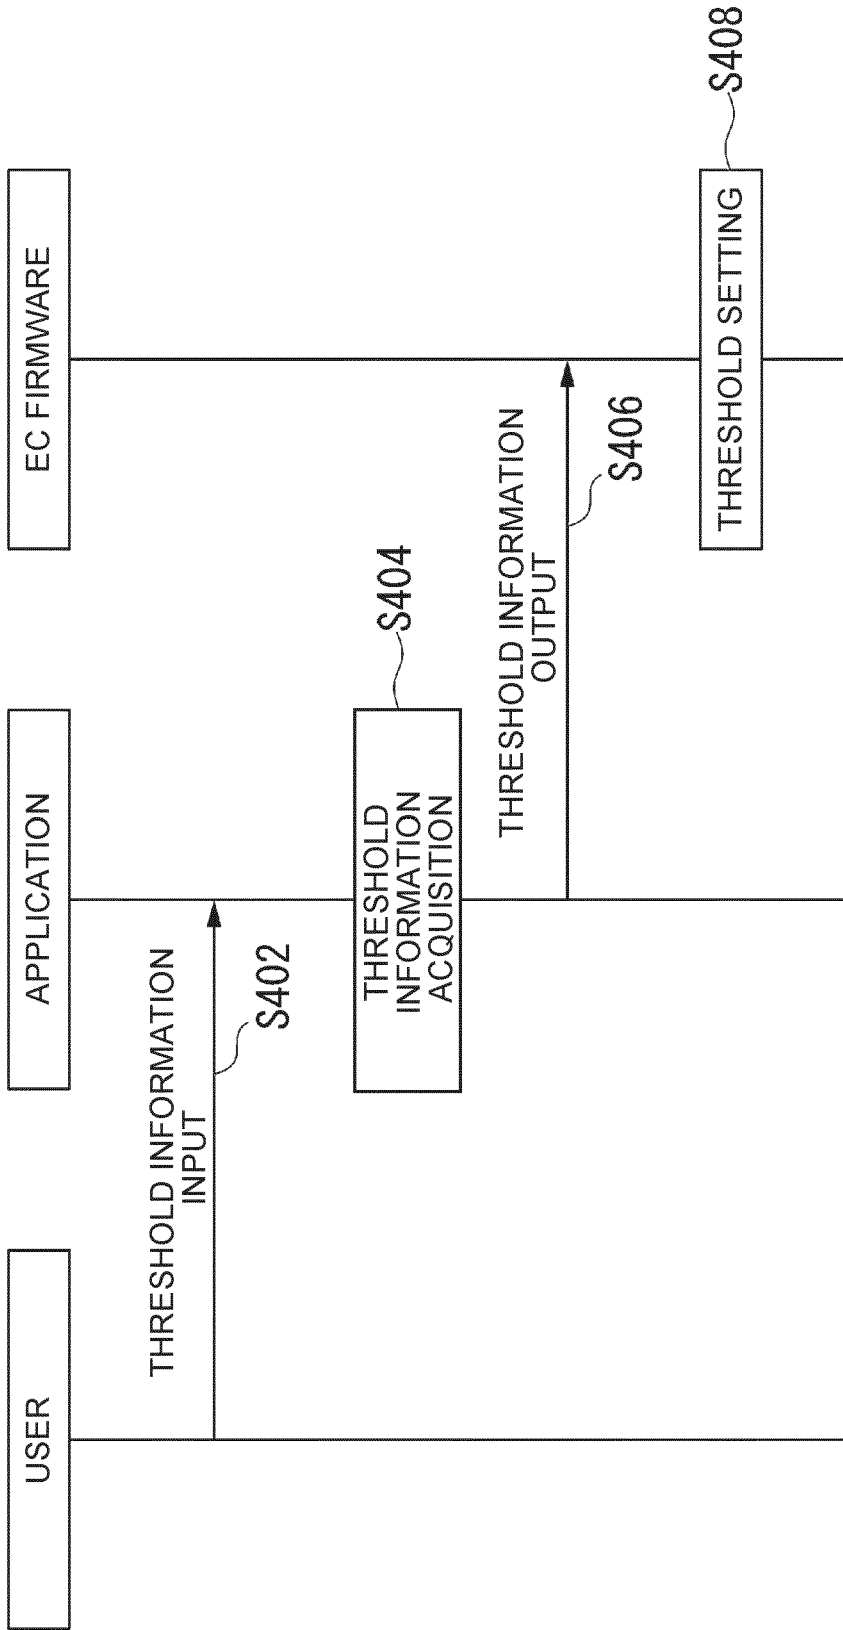 USER
APPLICATION
EC FIRMWARE
THRESHOLD INFORMATION
INPUT
S402
THRESHOLD
INFORMATION
ACQUISITION
S404
THRESHOLD INFORMATION
OUTPUT
S406
THRESHOLD SETTING
S408